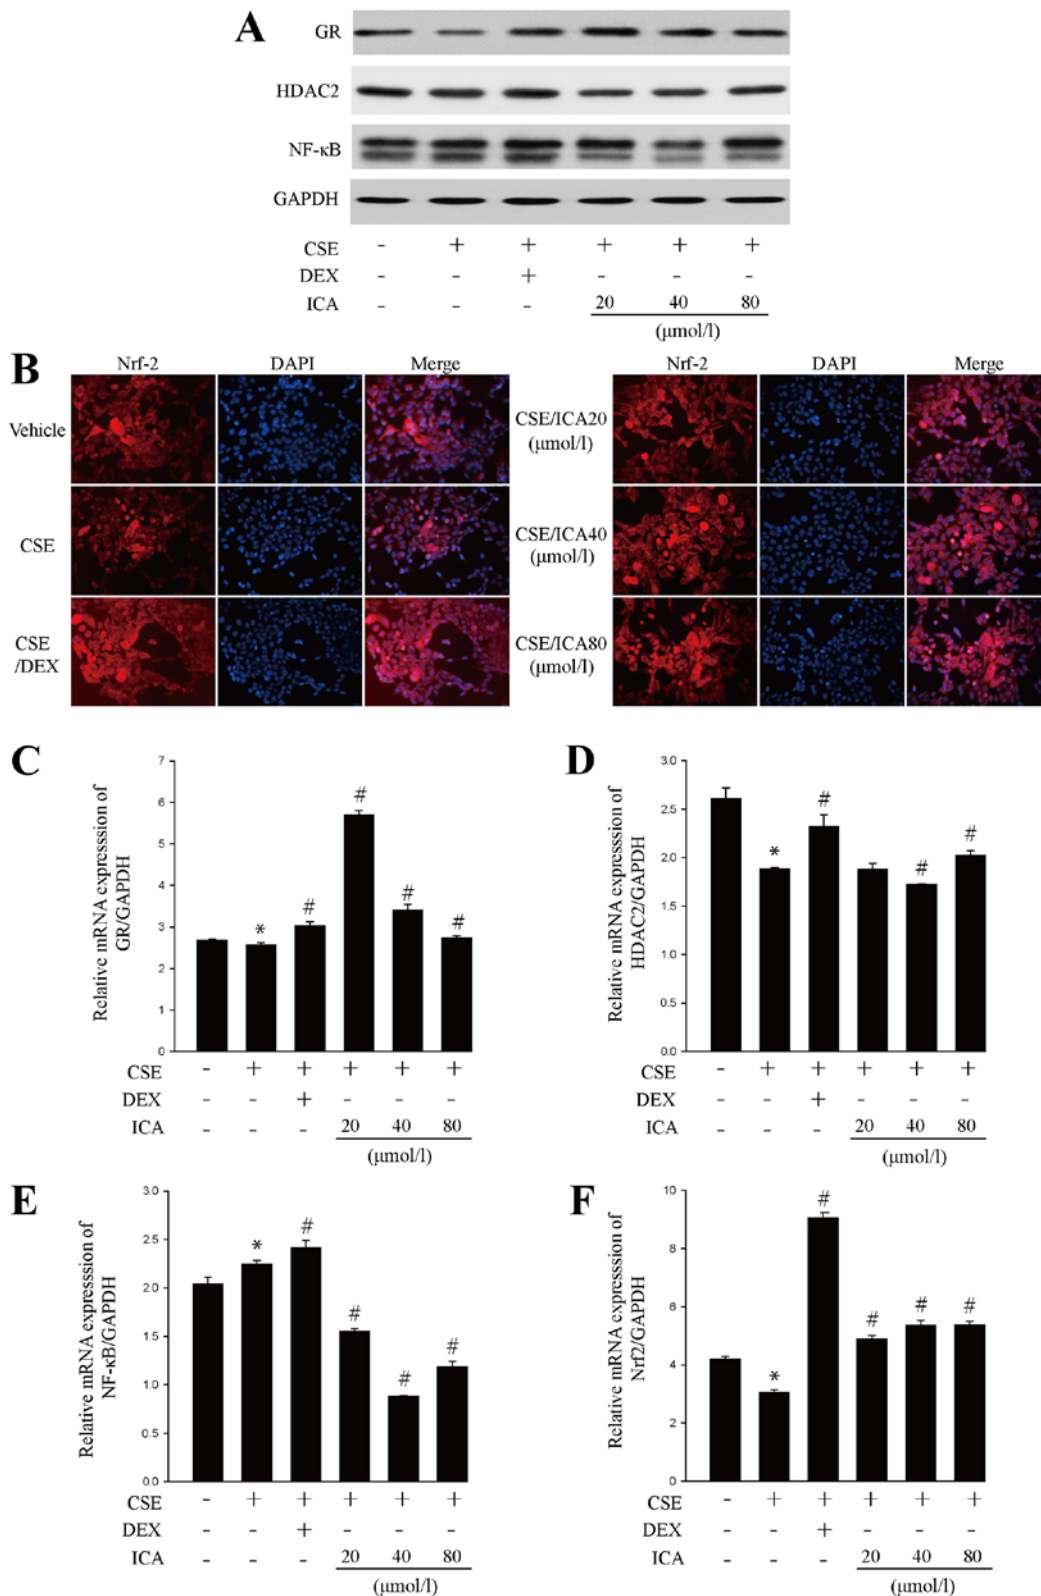 A
GR
HDAC2
NF-κB
GAPDH
CSE - + + + + +
DEX - - + - - -
ICA - - - 20 40 80
(μmol/l)
B
Nrf-2 DAPI Merge Nrf-2 DAPI Merge
Vehicle
CSE/ICA20
(μmol/l)
CSE
CSE/ICA40
(μmol/l)
CSE
/DEX
CSE/ICA80
(μmol/l)
C
Relative mRNA expresssion of
GR/GAPDH
7
6
5
4
3
2
1
0
* # # # #
CSE - + + + + +
DEX - - + - - -
ICA - - - 20 40 80
(μmol/l)
D
Relative mRNA expresssion of
HDAC2/GAPDH
3.0
2.5
2.0
1.5
1.0
0.5
0.0
* # # #
CSE - + + + + +
DEX - - + - - -
ICA - - - 20 40 80
(μmol/l)
E
Relative mRNA expresssion of
NF-κB/GAPDH
3.0
2.5
2.0
1.5
1.0
0.5
0.0
* # # # #
CSE - + + + + +
DEX - - + - - -
ICA - - - 20 40 80
(μmol/l)
F
Relative mRNA expresssion of
Nrf2/GAPDH
10
8
6
4
2
0
* # # # #
CSE - + + + + +
DEX - - + - - -
ICA - - - 20 40 80
(μmol/l)